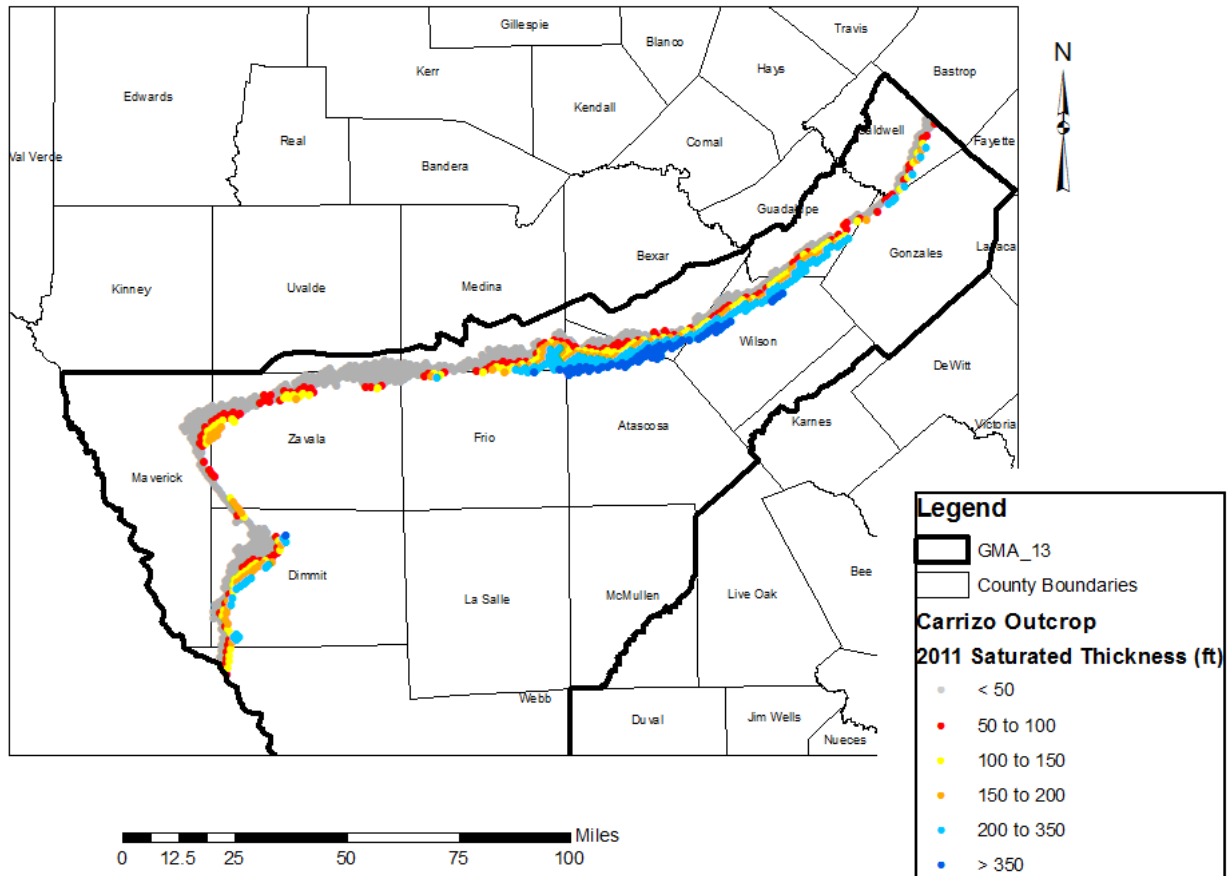 Gillespie
Travis
Blanco
N
Kerr
Hays
Bastrop
Edwards
Kendall
Caldwell
Real
Comal
Fayette
Val Verde
Bandera
Guadalupe
Lavaca
Bexar
Gonzales
Kinney
Uvalde
Medina
Wilson
DeWitt
Karnes
Victoria
Zavala
Frio
Atascosa
Maverick
Dimmit
La Salle
McMullen
Live Oak
Bee
Webb
Duval
Jim Wells
Nueces
Legend
GMA_13
County Boundaries
Carrizo Outcrop
2011 Saturated Thickness (ft)
< 50
50 to 100
100 to 150
150 to 200
200 to 350
> 350
Miles
0 12.5 25 50 75 100